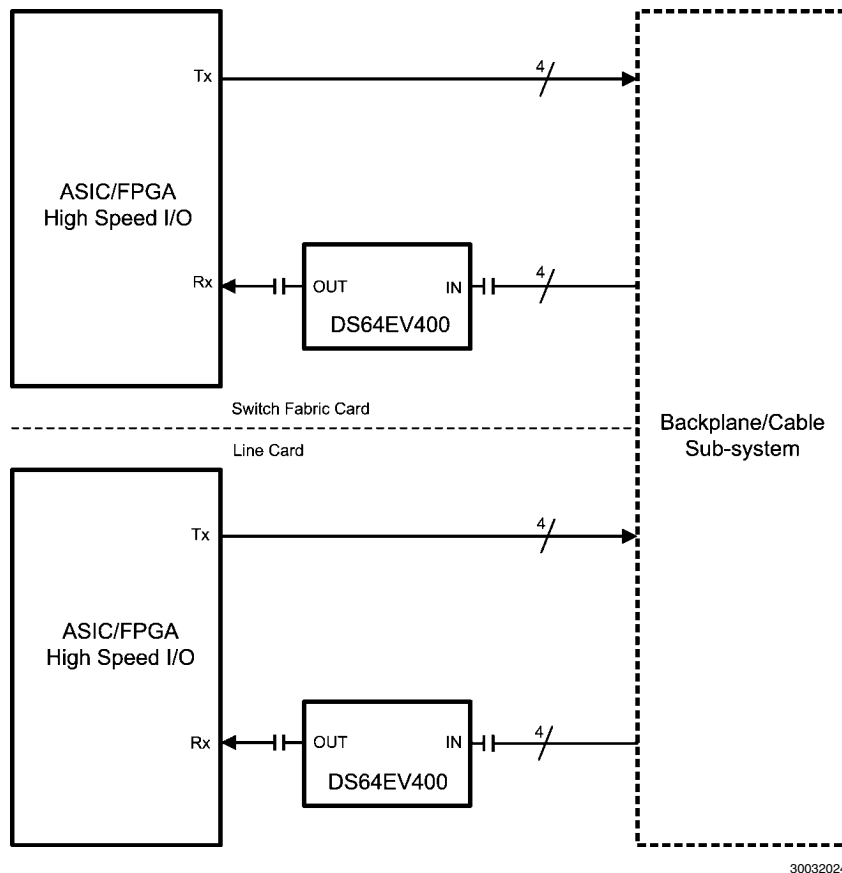 Tx
4
ASIC/FPGA
High Speed I/O
Rx
OUT
IN
4
DS64EV400
Switch Fabric Card
Line Card
Backplane/Cable
Sub-system
Tx
4
ASIC/FPGA
High Speed I/O
Rx
OUT
IN
4
DS64EV400
30032024